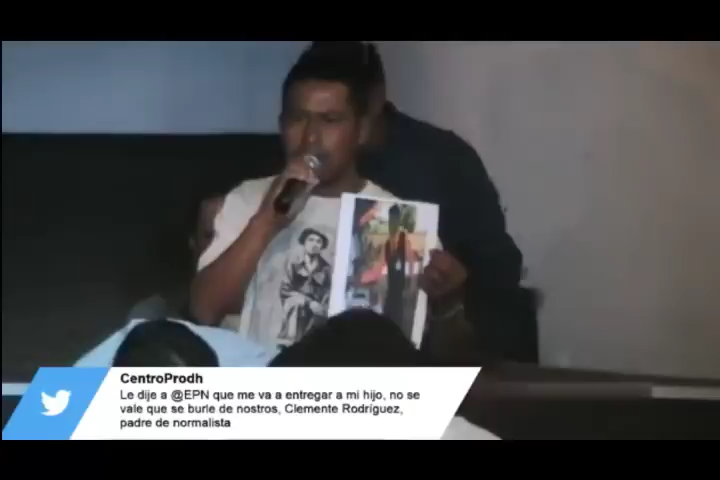 CentroProdh
Le dije a @EPN que me va a entregar a mi hijo, no se
vale que se burle de nostros, Clemente Rodríguez,
padre de normalista